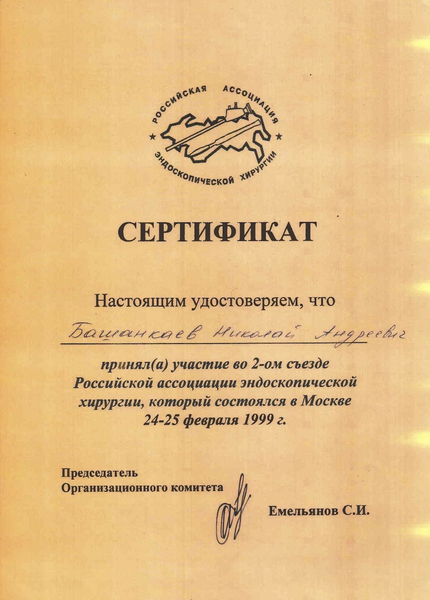 РОССИЙСКАЯ АССОЦИАЦИЯ
ЭНДОСКОПИЧЕСКОЙ ХИРУРГИИ
СЕРТИФИКАТ
Настоящим удостоверяем, что
Башанкаев Николай Андреевич
принял(а) участие во 2-ом съезде
Российской ассоциации эндоскопической
хирургии, который состоялся в Москве
24-25 февраля 1999 г.
Председатель
Организационного комитета
Емельянов С.И.